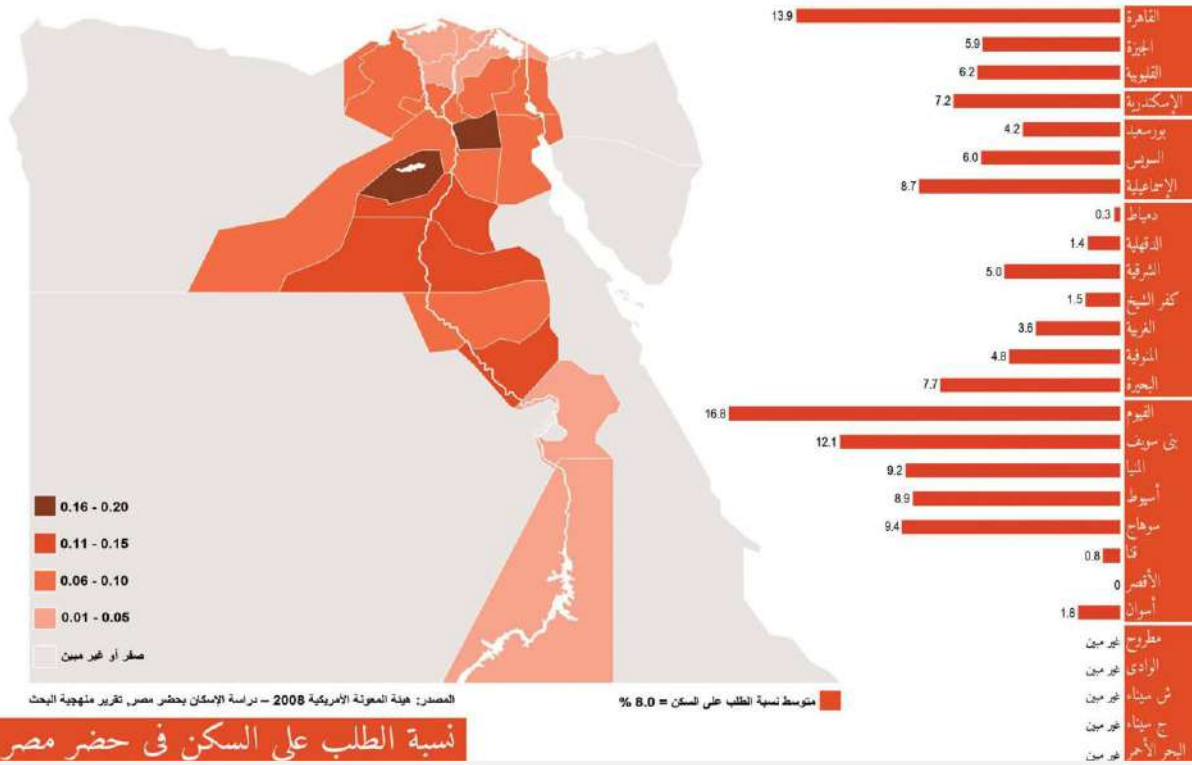 القاهرة 13.9
الجيزة 5.9
القليوبية 6.2
الإسكندرية 7.2
بورسعيد 4.2
السويس 6.0
الإسماعيلية 8.7
دمياط 0.3
الدقهلية 1.4
الشرقية 5.0
كفر الشيخ 1.5
الغربية 3.6
المنوفية 4.8
البحيرة 7.7
الفيوم 16.8
بنى سويف 12.1
المنيا 9.2
أسيوط 8.9
سوهاج 9.4
قنا 0.8
الأقصر 0
أسوان 1.8
مطروح غير مبين
الوادى غير مبين
ش سيناء غير مبين
ج سيناء غير مبين
البحر الأحمر غير مبين
0.16 - 0.20
0.11 - 0.15
0.06 - 0.10
0.01 - 0.05
صفر أو غير مبين
متوسط نسبة الطلب على السكن = 8.0 %
المصدر: هيئة المعونة الأمريكية 2008 – دراسة الإسكان بحضر مصر, تقرير منهجية البحث
نسبة الطلب على السكن فى حضر مصر